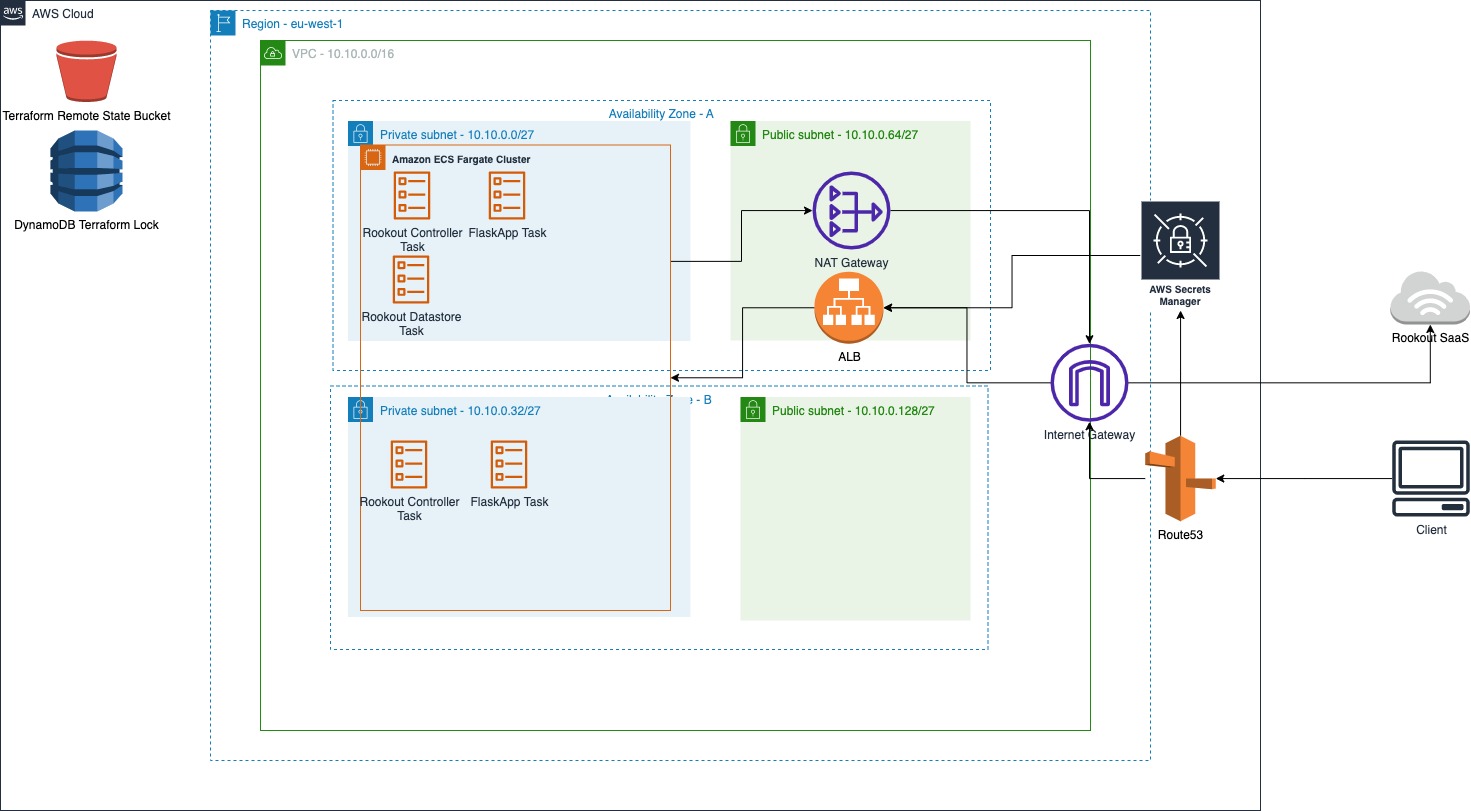 aws
AWS Cloud
Region - eu-west-1
VPC - 10.10.0.0/16
Terraform Remote State Bucket
DynamoDB Terraform Lock
Availability Zone - A
Private subnet - 10.10.0.0/27
Public subnet - 10.10.0.64/27
Amazon ECS Fargate Cluster
Rookout Controller
Task
FlaskApp Task
Rookout Datastore
Task
NAT Gateway
ALB
AWS Secrets
Manager
Rookout SaaS
Availability Zone - B
Private subnet - 10.10.0.32/27
Public subnet - 10.10.0.128/27
Internet Gateway
Rookout Controller
Task
FlaskApp Task
Route53
Client